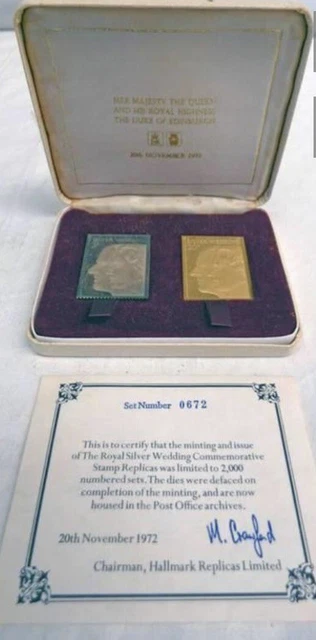 HER MAJESTY THE QUEEN
AND HIS ROYAL HIGHNESS
THE DUKE OF EDINBURGH
20th NOVEMBER 1972
Set Number 0672
This is to certify that the minting and issue
of The Royal Silver Wedding Commemorative
Stamp Replicas was limited to 2,000
numbered sets. The dies were defaced on
completion of the minting, and are now
housed in the Post Office archives.
20th November 1972
M. Crayford
Chairman, Hallmark Replicas Limited